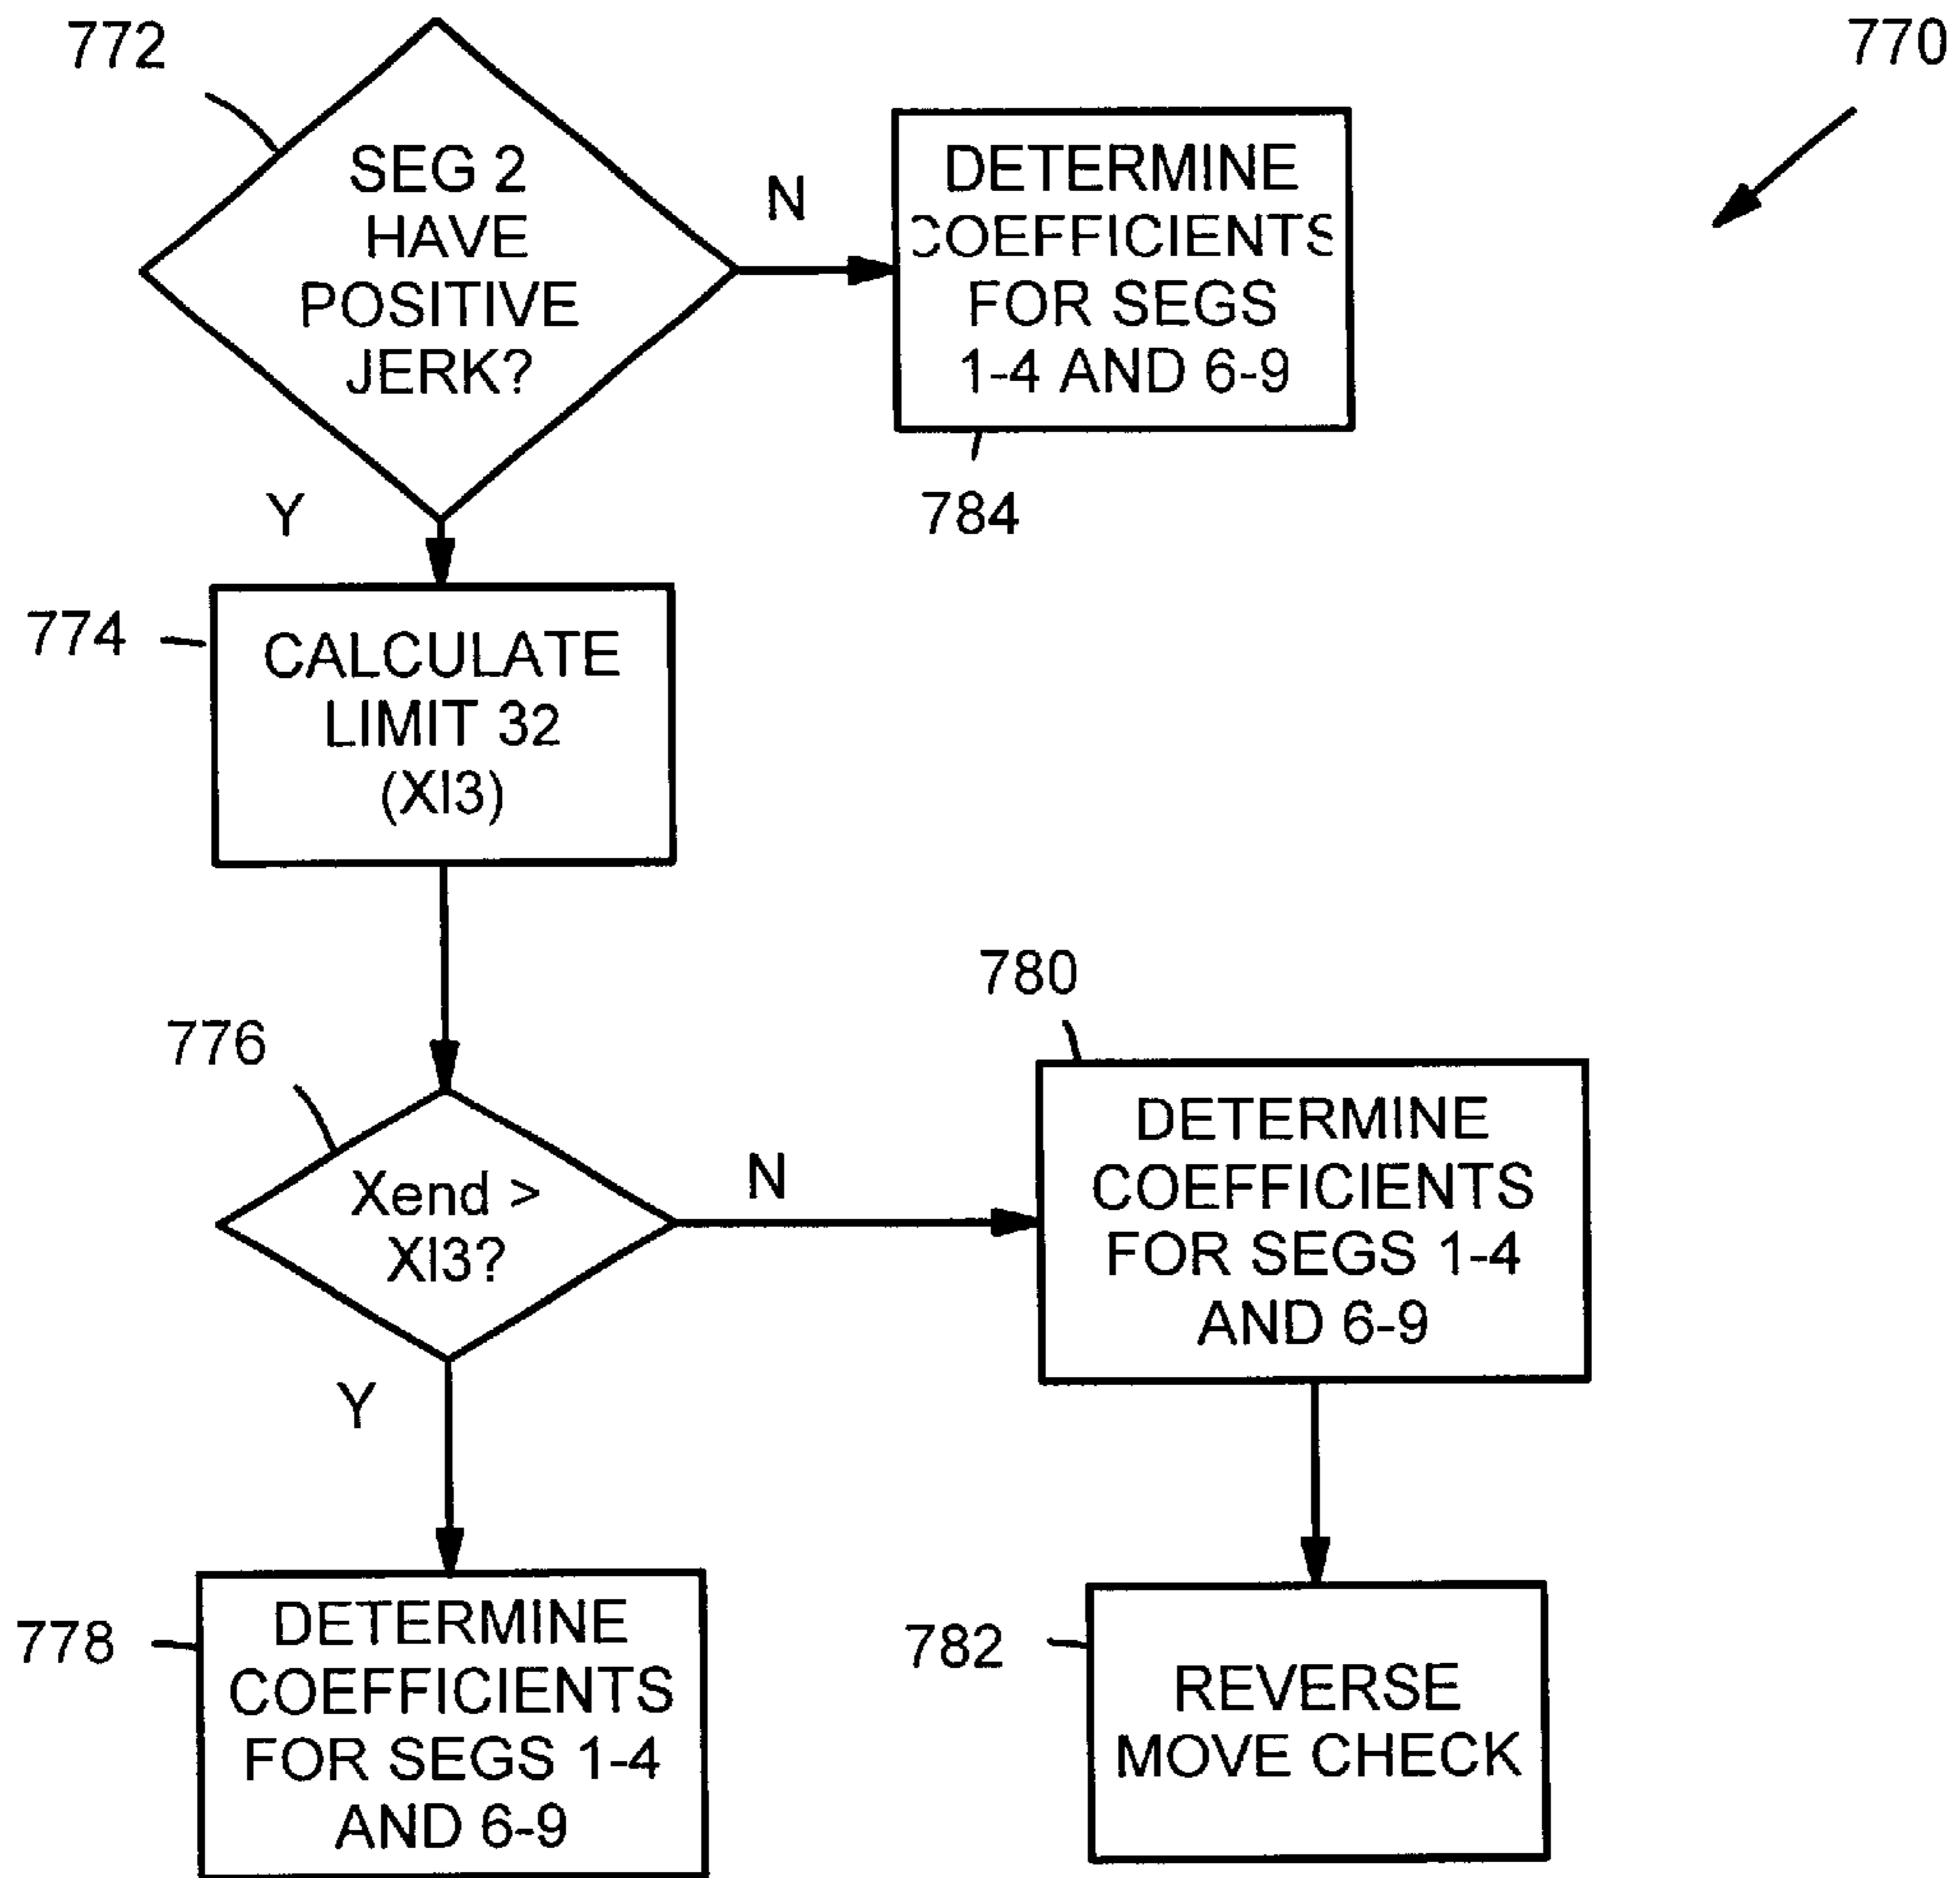 772
770
SEG 2
HAVE
POSITIVE
JERK?
N
DETERMINE
COEFFICIENTS
FOR SEGS
1-4 AND 6-9
784
Y
774
CALCULATE
LIMIT 32
(XI3)
776
Xend >
XI3?
N
780
DETERMINE
COEFFICIENTS
FOR SEGS 1-4
AND 6-9
Y
778
DETERMINE
COEFFICIENTS
FOR SEGS 1-4
AND 6-9
782
REVERSE
MOVE CHECK